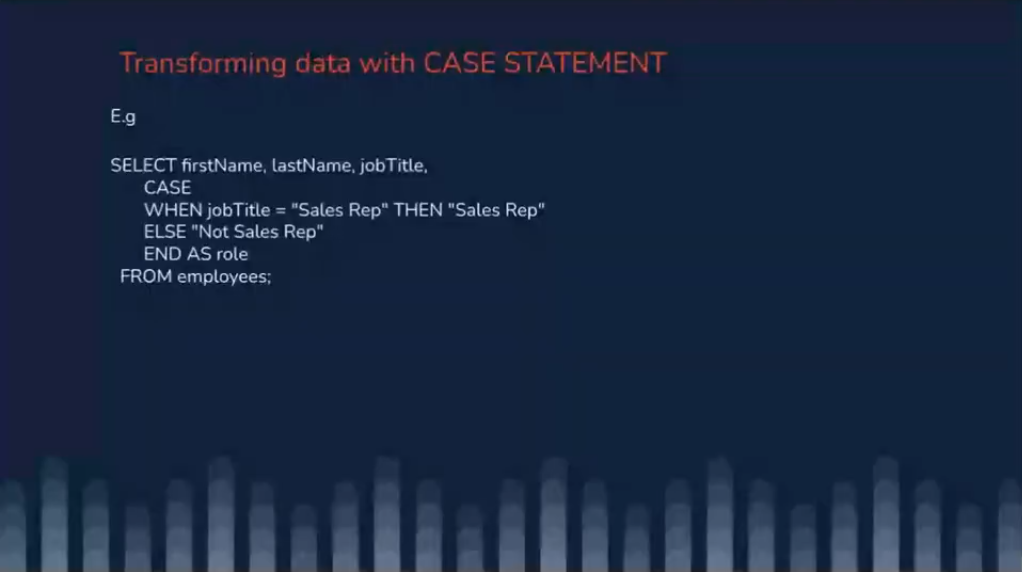 Transforming data with CASE STATEMENT
E.g
SELECT firstName, lastName, jobTitle,
CASE
WHEN jobTitle = "Sales Rep" THEN "Sales Rep"
ELSE "Not Sales Rep"
END AS role
FROM employees;